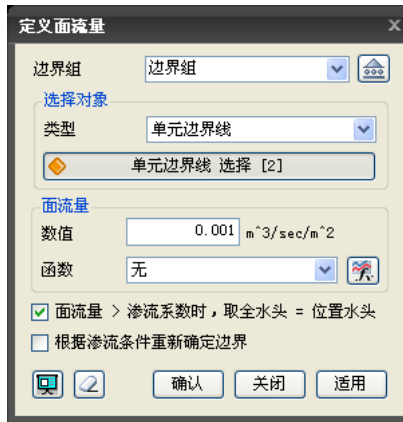 定义面流量
x
边界组 边界组
选择对象
类型 单元边界线
单元边界线 选择 [2]
面流量
数值 0.001 m^3/sec/m^2
函数 无
面流量 > 渗流系数时，取全水头 = 位置水头
根据渗流条件重新确定边界
确认 关闭 适用